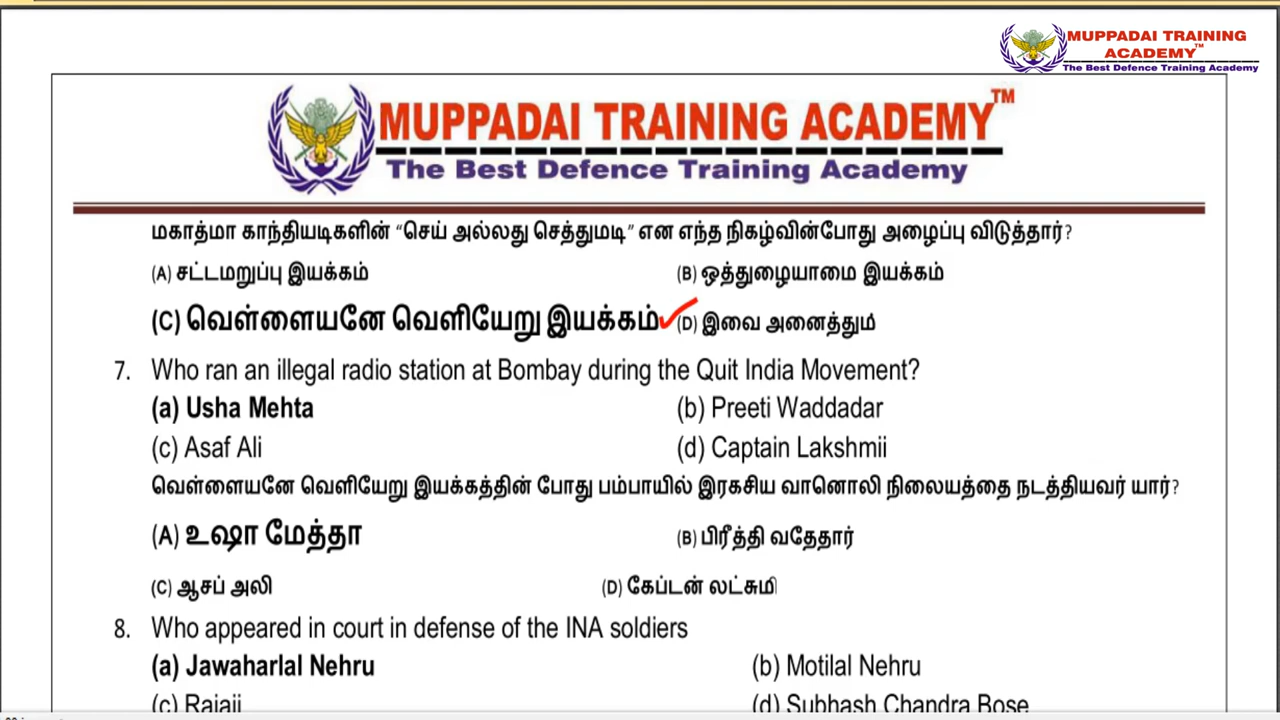 MUPPADAI TRAINING
ACADEMY™
The Best Defence Training Academy
MUPPADAI TRAINING ACADEMY™
The Best Defence Training Academy
மகாத்மா காந்தியடிகளின் “செய் அல்லது செத்துமடி” என எந்த நிகழ்வின்போது அழைப்பு விடுத்தார்?
(A) சட்டமறுப்பு இயக்கம் (B) ஒத்துழையாமை இயக்கம்
(C) வெள்ளையனே வெளியேறு இயக்கம் (D) இவை அனைத்தும்
7. Who ran an illegal radio station at Bombay during the Quit India Movement?
(a) Usha Mehta (b) Preeti Waddadar
(c) Asaf Ali (d) Captain Lakshmii
வெள்ளையனே வெளியேறு இயக்கத்தின் போது பம்பாயில் இரகசிய வானொலி நிலையத்தை நடத்தியவர் யார்?
(A) உஷா மேத்தா (B) பிரீத்தி வதேதார்
(C) ஆசப் அலி (D) கேப்டன் லட்சுமி
8. Who appeared in court in defense of the INA soldiers
(a) Jawaharlal Nehru (b) Motilal Nehru
(c) Rajaji (d) Subhash Chandra Bose